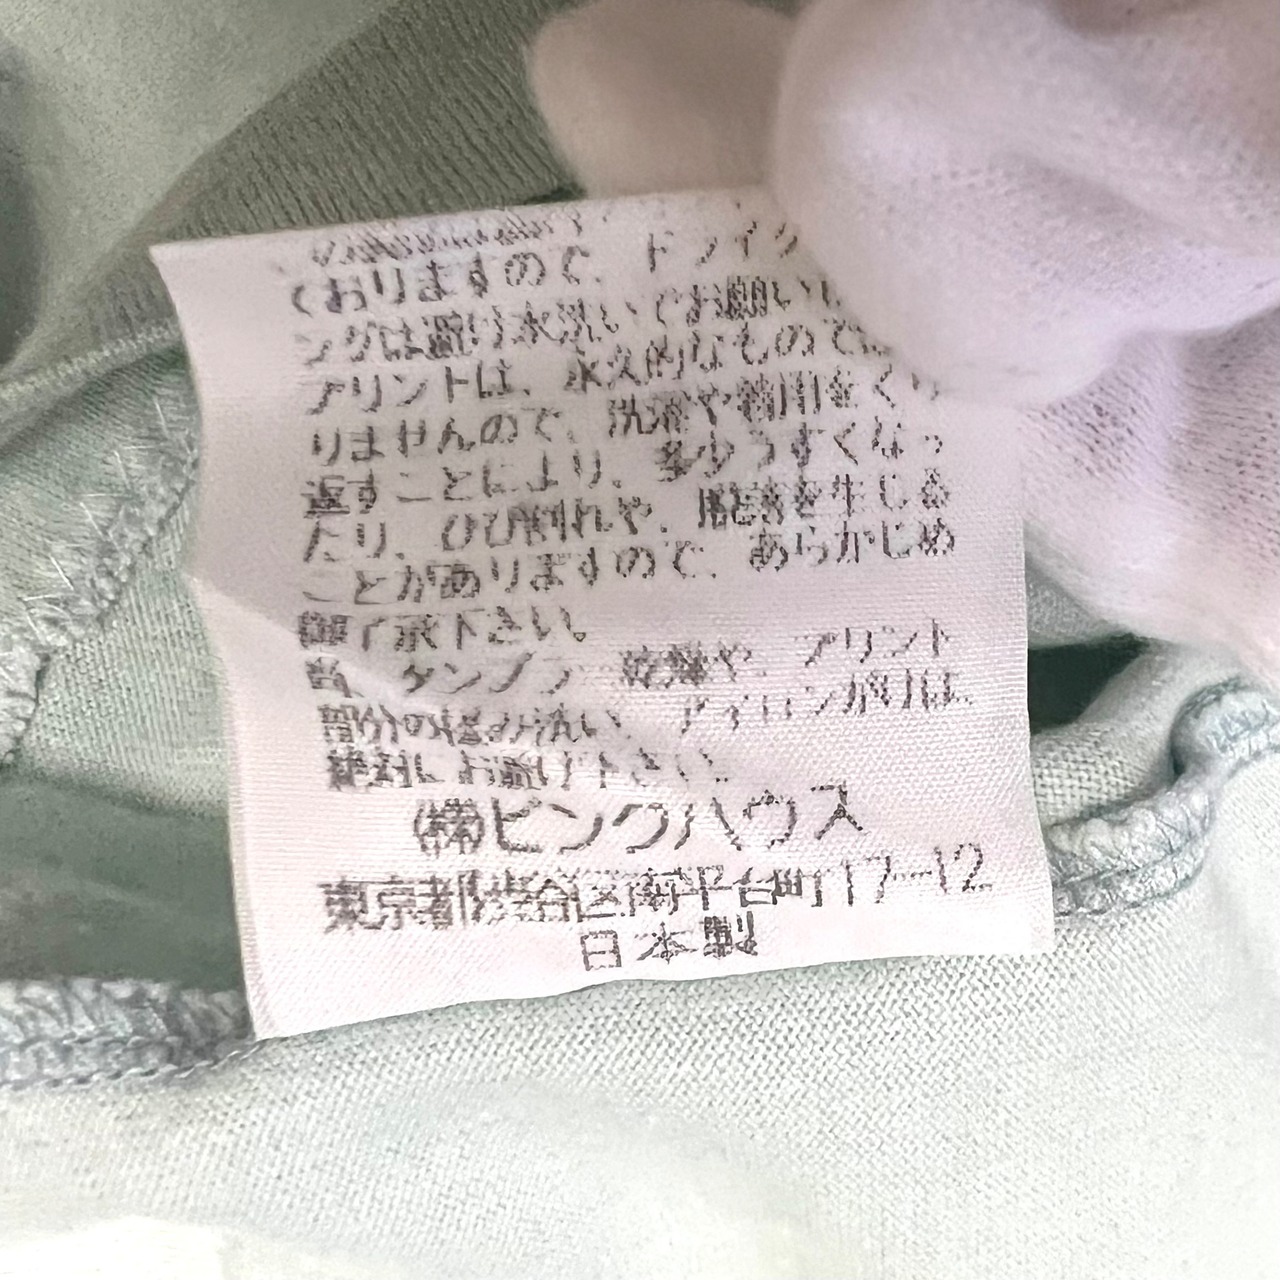 ておりますので、ドライク
ングは避け水洗いでお願いし
プリントは、永久的なものでは
りませんので、洗濯や着用をくり
返すことにより、多少うすくなっ
たり、ひび割れや、脱落を生じる
ことがありますので、あらかじめ
御了承下さい。
尚、タンブラー乾燥や、プリント
部分のもみ洗い、アイロンがけは、
絶対にお避け下さい。
㈱ピンクハウス
東京都渋谷区南平台町17-12
日本製